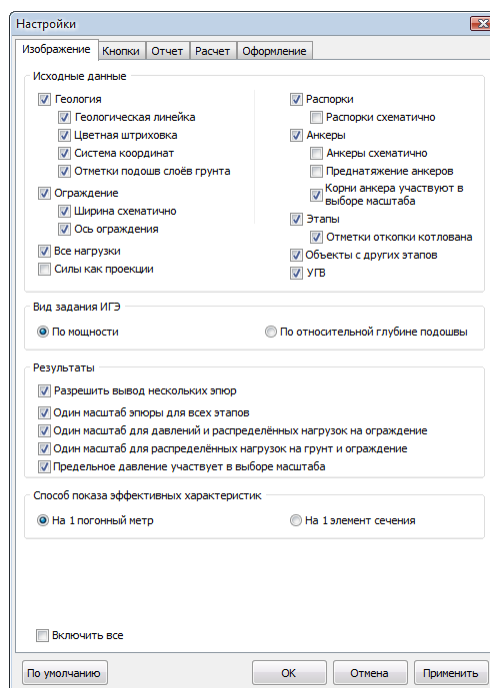 Настройки
Изображение Кнопки Отчет Расчет Оформление
Исходные данные
Геология
Геологическая линейка
Цветная штриховка
Система координат
Отметки подошв слоёв грунта
Ограждение
Ширина схематично
Ось ограждения
Все нагрузки
Силы как проекции
Распорки
Распорки схематично
Анкеры
Анкеры схематично
Преднатяжение анкеров
Корни анкера участвуют в
выборе масштаба
Этапы
Отметки откопки котлована
Объекты с других этапов
УГВ
Вид задания ИГЭ
По мощности
По относительной глубине подошвы
Результаты
Разрешить вывод нескольких эпюр
Один масштаб эпюры для всех этапов
Один масштаб для давлений и распределённых нагрузок на ограждение
Один масштаб для распределённых нагрузок на грунт и ограждение
Предельное давление участвует в выборе масштаба
Способ показа эффективных характеристик
На 1 погонный метр
На 1 элемент сечения
Включить все
По умолчанию
ОК
Отмена
Применить